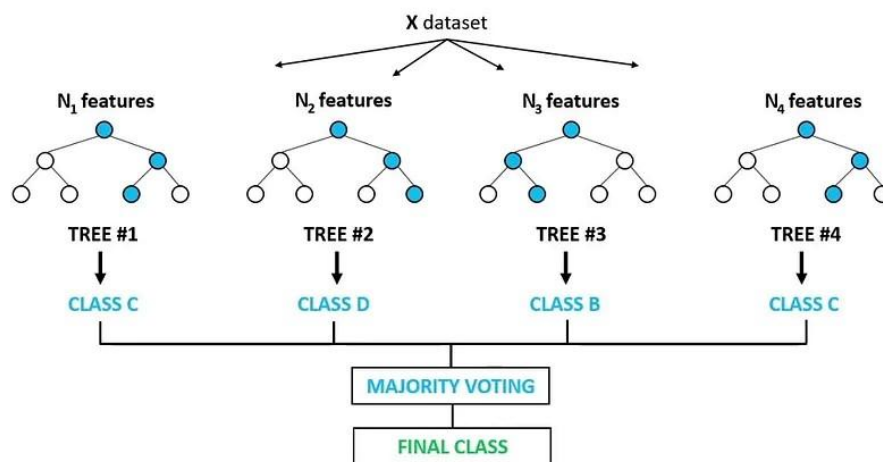 X dataset
N₁ features
N₂ features
N₃ features
N₄ features
TREE #1
TREE #2
TREE #3
TREE #4
CLASS C
CLASS D
CLASS B
CLASS C
MAJORITY VOTING
FINAL CLASS